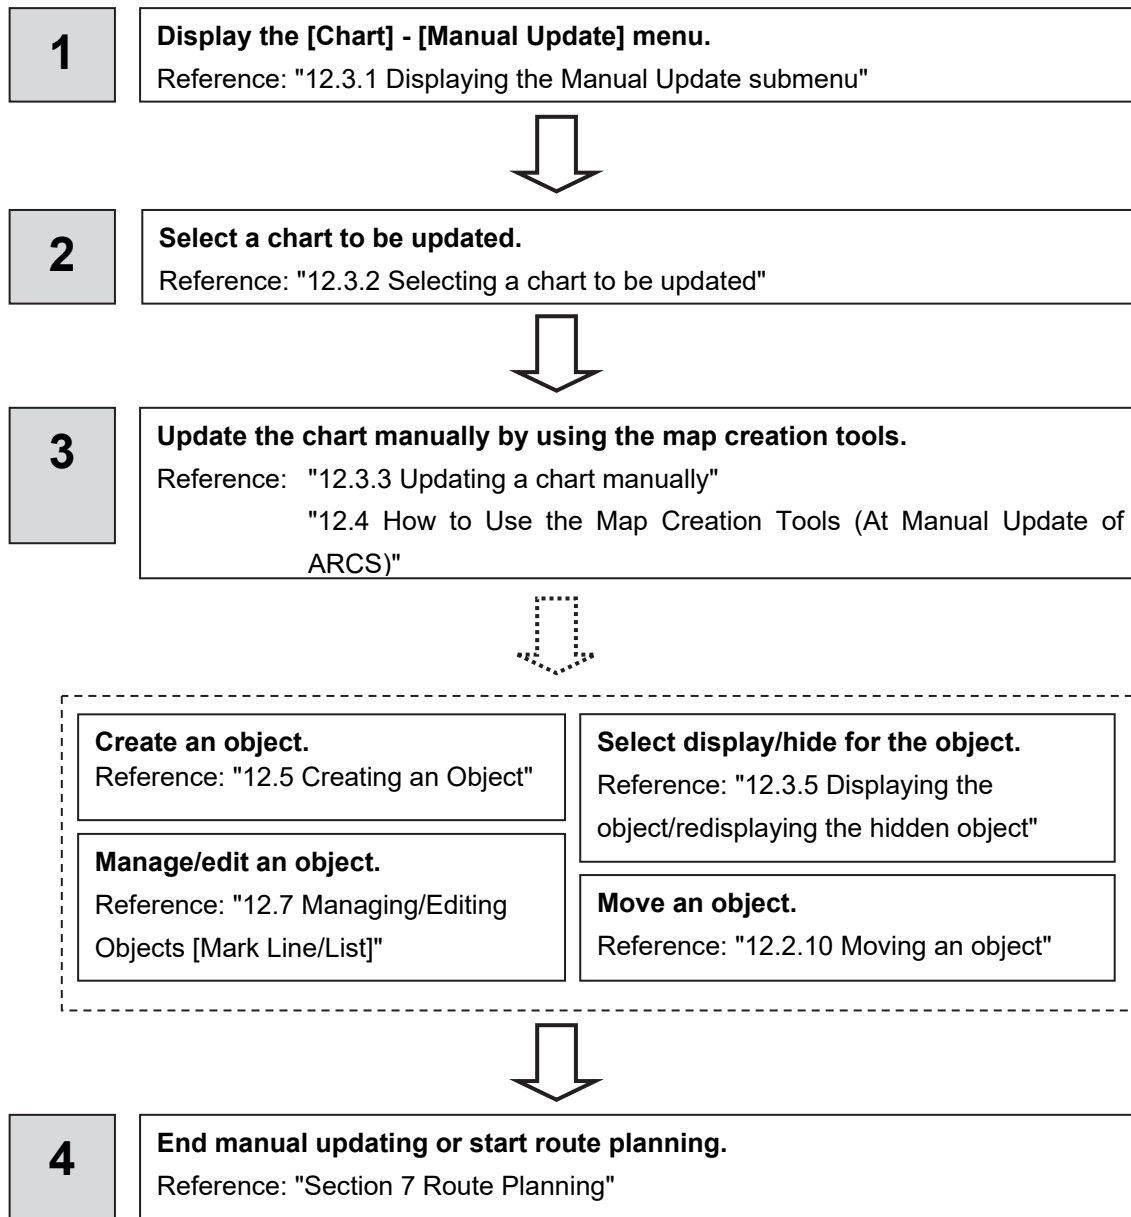 1
Display the [Chart] - [Manual Update] menu.
Reference: "12.3.1 Displaying the Manual Update submenu"
2
Select a chart to be updated.
Reference: "12.3.2 Selecting a chart to be updated"
3
Update the chart manually by using the map creation tools.
Reference: "12.3.3 Updating a chart manually"
"12.4 How to Use the Map Creation Tools (At Manual Update of
ARCS)"
Create an object.
Reference: "12.5 Creating an Object"
Manage/edit an object.
Reference: "12.7 Managing/Editing
Objects [Mark Line/List]"
Select display/hide for the object.
Reference: "12.3.5 Displaying the
object/redisplaying the hidden object"
Move an object.
Reference: "12.2.10 Moving an object"
4
End manual updating or start route planning.
Reference: "Section 7 Route Planning"